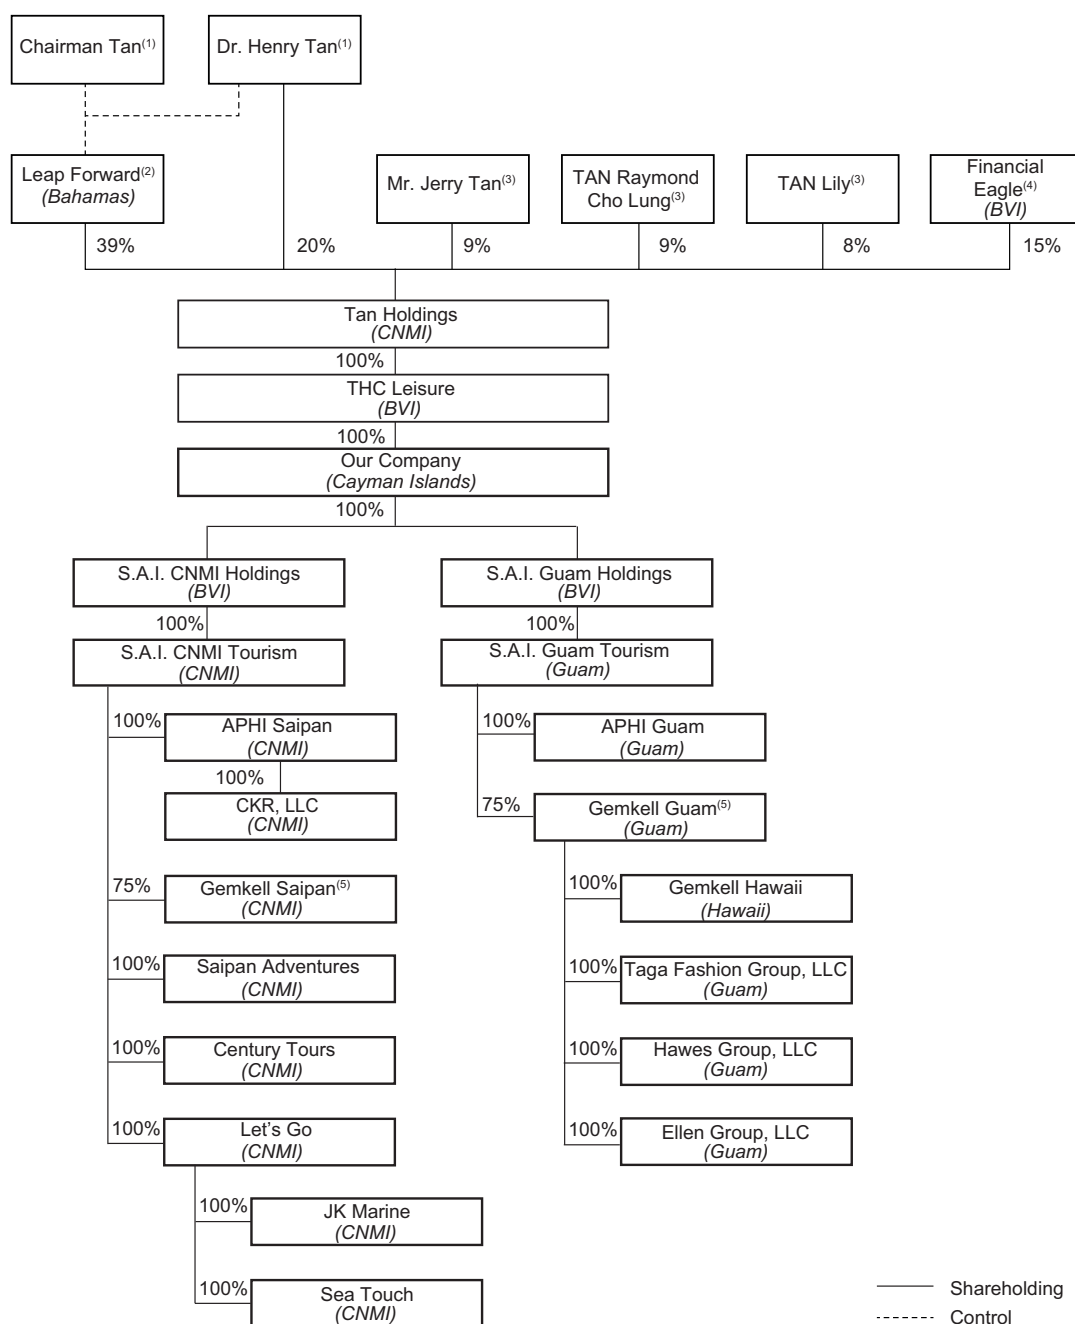 Chairman Tan(1)
Dr. Henry Tan(1)
Leap Forward(2)
(Bahamas)
Mr. Jerry Tan(3)
TAN Raymond
Cho Lung(3)
TAN Lily(3)
Financial
Eagle(4)
(BVI)
39%
20%
9%
9%
8%
15%
Tan Holdings
(CNMI)
100%
THC Leisure
(BVI)
100%
Our Company
(Cayman Islands)
100%
S.A.I. CNMI Holdings
(BVI)
S.A.I. Guam Holdings
(BVI)
100%
100%
S.A.I. CNMI Tourism
(CNMI)
S.A.I. Guam Tourism
(Guam)
100%
APHI Saipan
(CNMI)
100%
CKR, LLC
(CNMI)
75%
Gemkell Saipan(5)
(CNMI)
100%
Saipan Adventures
(CNMI)
100%
Century Tours
(CNMI)
100%
Let's Go
(CNMI)
100%
JK Marine
(CNMI)
100%
Sea Touch
(CNMI)
100%
APHI Guam
(Guam)
75%
Gemkell Guam(5)
(Guam)
100%
Gemkell Hawaii
(Hawaii)
100%
Taga Fashion Group, LLC
(Guam)
100%
Hawes Group, LLC
(Guam)
100%
Ellen Group, LLC
(Guam)
Shareholding
Control